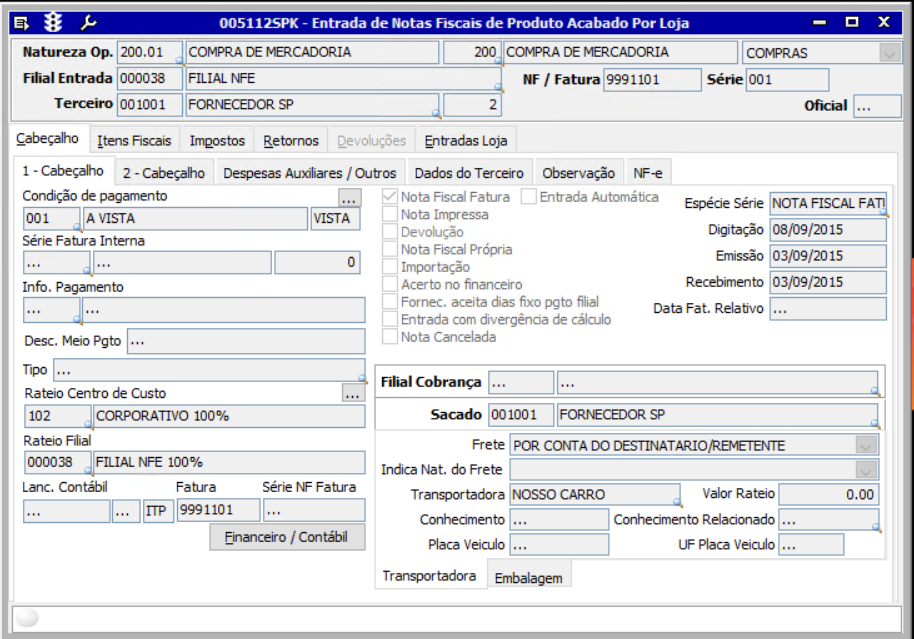 005112SPK - Entrada de Notas Fiscais de Produto Acabado Por Loja
Natureza Op. 200.01 COMPRA DE MERCADORIA 200 COMPRA DE MERCADORIA COMPRAS
Filial Entrada 000038 FILIAL NFE NF / Fatura 9991101 Série 001
Terceiro 001001 FORNECEDOR SP 2
Oficial ...
Cabeçalho Itens Fiscais Impostos Retornos Devoluções Entradas Loja
1 - Cabeçalho 2 - Cabeçalho Despesas Auxiliares / Outros Dados do Terceiro Observação NF-e
Condição de pagamento ...
001 A VISTA VISTA
Série Fatura Interna
... ... 0
Info. Pagamento
... ...
Desc. Meio Pgto ...
Tipo ...
Rateio Centro de Custo ...
102 CORPORATIVO 100%
Rateio Filial
000038 FILIAL NFE 100%
Lanc. Contábil Fatura Série NF Fatura
... ... ITP 9991101 ...
Financeiro / Contábil
Nota Fiscal Fatura Entrada Automática
Nota Impressa
Devolução
Nota Fiscal Própria
Importação
Acerto no financeiro
Fornec. aceita dias fixo pgto filial
Entrada com divergência de cálculo
Nota Cancelada
Espécie Série NOTA FISCAL FATU
Digitação 08/09/2015
Emissão 03/09/2015
Recebimento 03/09/2015
Data Fat. Relativo ...
Filial Cobrança ... ...
Sacado 001001 FORNECEDOR SP
Frete POR CONTA DO DESTINATARIO/REMETENTE
Indica Nat. do Frete
Transportadora NOSSO CARRO Valor Rateio 0.00
Conhecimento ... Conhecimento Relacionado ...
Placa Veiculo ... UF Placa Veiculo ...
Transportadora Embalagem